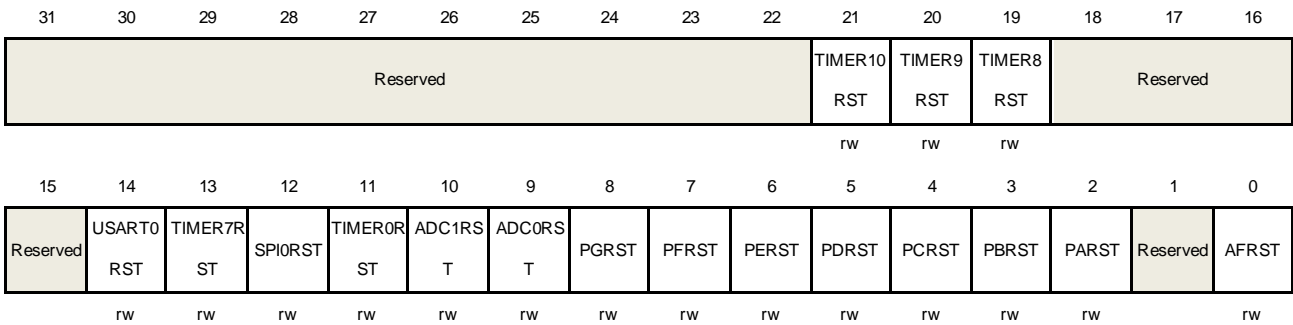 31 30 29 28 27 26 25 24 23 22 21 20 19 18 17 16
Reserved TIMER10 RST TIMER9 RST TIMER8 RST Reserved
rw rw rw
15 14 13 12 11 10 9 8 7 6 5 4 3 2 1 0
Reserved USART0 RST TIMER7R ST SPI0RST TIMER0R ST ADC1RS T ADC0RS T PGRST PFRST PERST PDRST PCRST PBRST PARST Reserved AFRST
rw rw rw rw rw rw rw rw rw rw rw rw rw rw